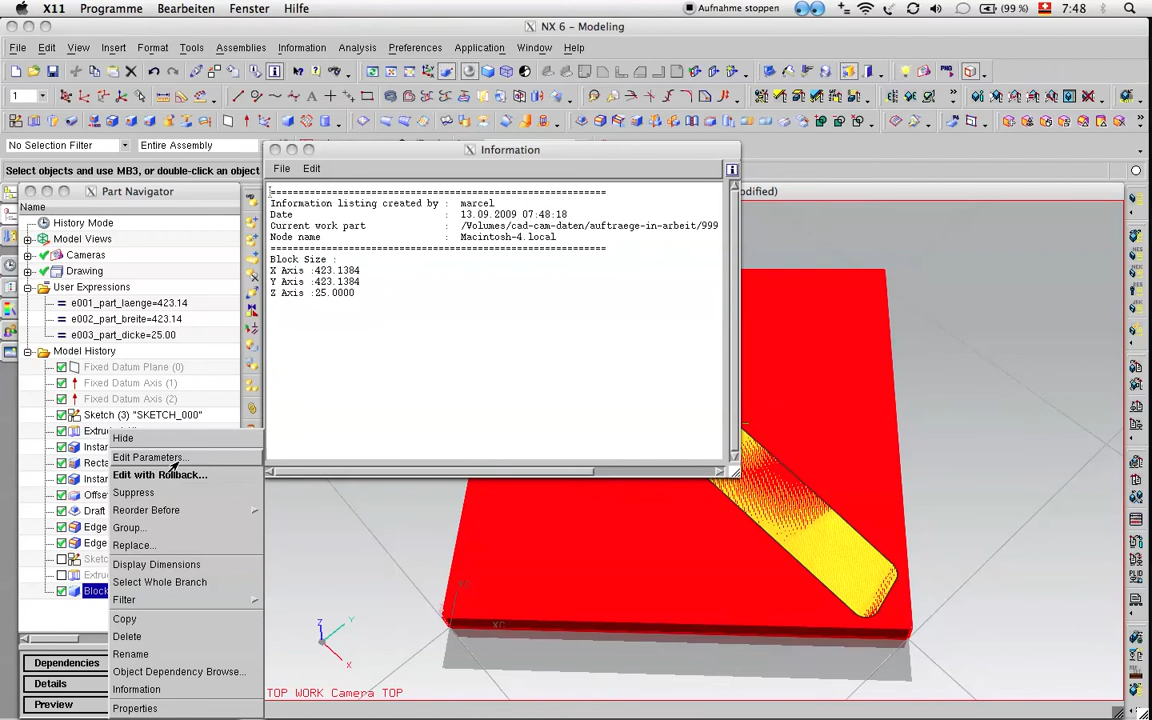 X11 Programme Bearbeiten Fenster Hilfe
Aufnahme stoppen
(99 %)
7:48
NX 6 – Modeling
File Edit View Insert Format Tools Assemblies Information Analysis Preferences Application Window Help
1
No Selection Filter
Entire Assembly
Select objects and use MB3, or double-click an object
Information
File Edit
Information listing created by : marcel
Date : 13.09.2009 07:48:18
Current work part : /Volumes/cad-cam-daten/auftraege-in-arbeit/999
Node name : Macintosh-4.local
Block Size :
X Axis :423.1384
Y Axis :423.1384
Z Axis :25.0000
Part Navigator
Name
History Mode
Model Views
Cameras
Drawing
User Expressions
e001_part_laenge=423.14
e002_part_breite=423.14
e003_part_dicke=25.00
Model History
Fixed Datum Plane (0)
Fixed Datum Axis (1)
Fixed Datum Axis (2)
Sketch (3) "SKETCH_000"
Draft
Edge
Edge
Block
Hide
Edit Parameters...
Edit with Rollback...
Suppress
Reorder Before
Group...
Replace...
Display Dimensions
Select Whole Branch
Filter
Copy
Delete
Rename
Object Dependency Browse...
Information
Properties
Dependencies
Details
Preview
XC
Z
Y
X
TOP WORK Camera TOP